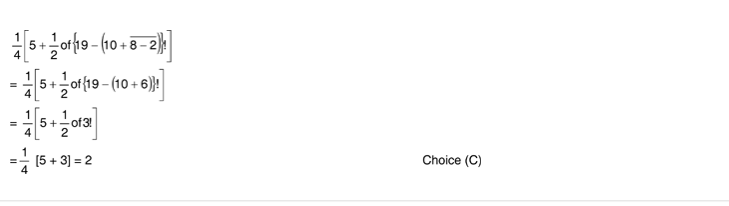 1/4[5 + 1/2 of {19 − (10 + 8̅ ̅−̅ ̅2̅)}!]
= 1/4[5 + 1/2 of {19 − (10 + 6)}!]
= 1/4[5 + 1/2 of 3!]
= 1/4 [5 + 3] = 2 Choice (C)